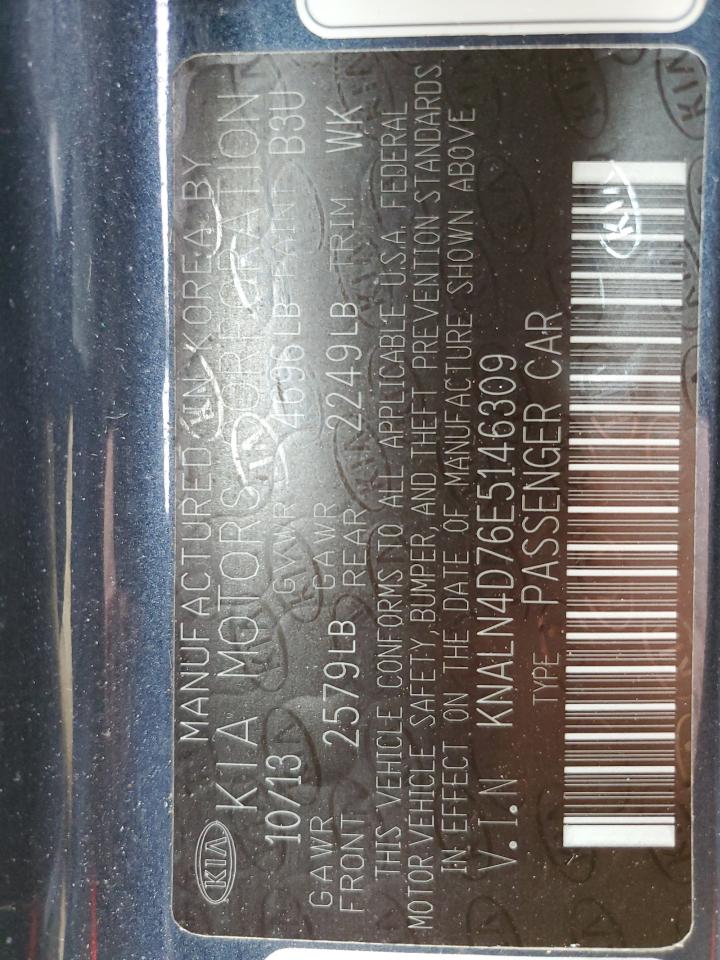 KIA
MANUFACTURED IN KOREA BY
KIA MOTORS CORPORATION
10/13 GVWR 4696LB PAINT B3U
GAWR FRONT 2579LB GAWR REAR 2249LB TRIM WK
THIS VEHICLE CONFORMS TO ALL APPLICABLE U.S.A. FEDERAL
MOTOR VEHICLE SAFETY, BUMPER, AND THEFT PREVENTION STANDARDS
IN EFFECT ON THE DATE OF MANUFACTURE SHOWN ABOVE
V.I.N KNALN4D76E5146309
TYPE PASSENGER CAR